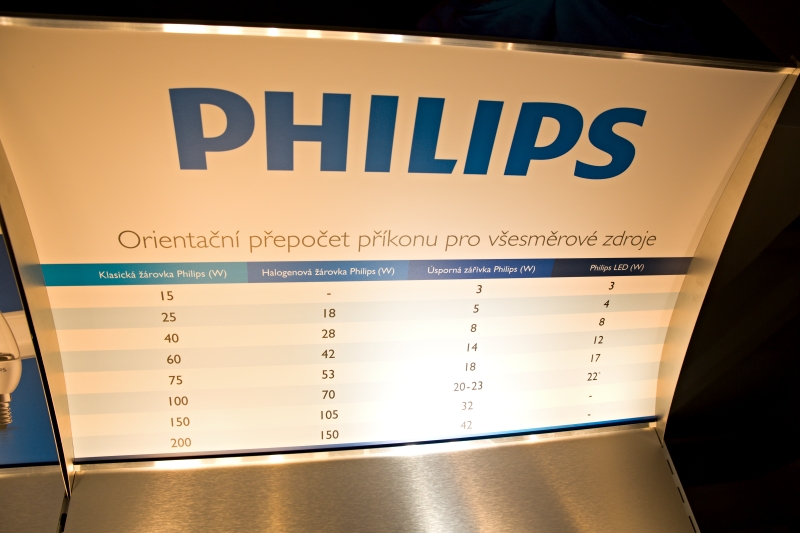 PHILIPS
Orientační přepočet příkonu pro všesměrové zdroje
Klasická žárovka Philips (W) Halogenová žárovka Philips (W) Úsporná zářivka Philips (W) Philips LED (W)
15 - 3 3
25 18 5 4
40 28 8 8
60 42 14 12
75 53 18 17
100 70 20-23 22*
150 105 32 -
200 150 42 -